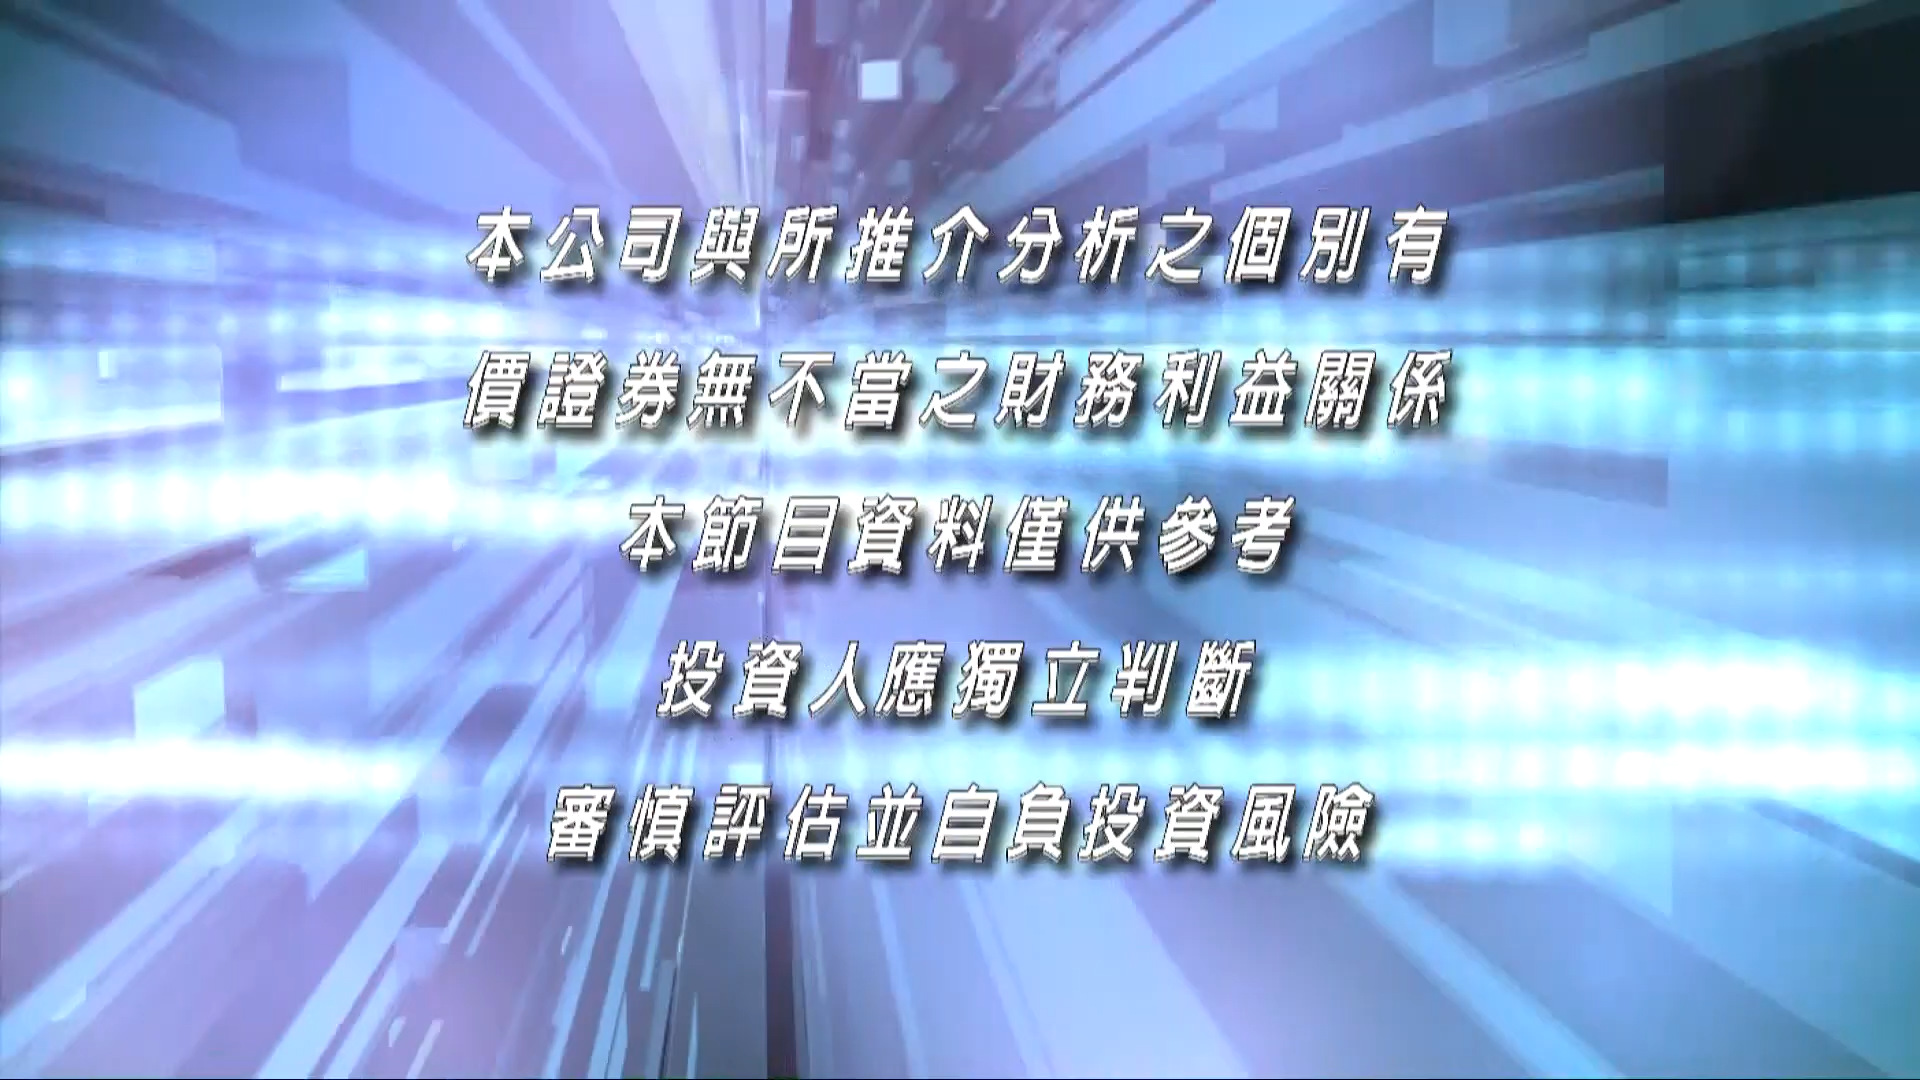 本公司與所推介分析之個別有
價證券無不當之財務利益關係
本節目資料僅供參考
投資人應獨立判斷
審慎評估並自負投資風險